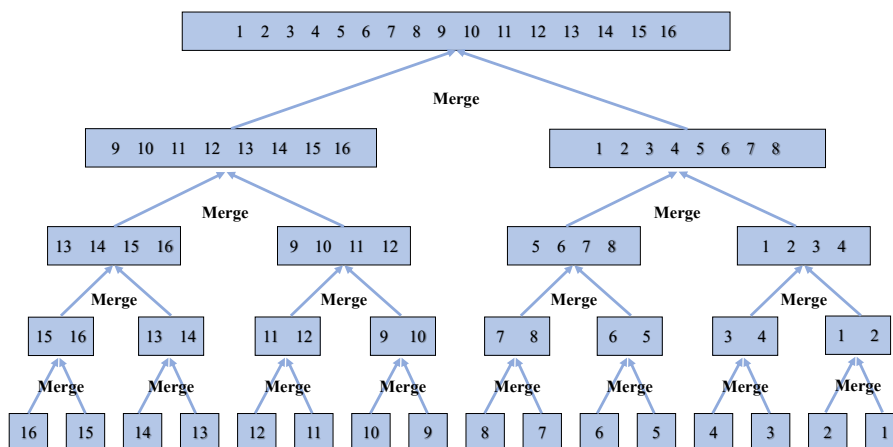 1 2 3 4 5 6 7 8 9 10 11 12 13 14 15 16
Merge
9 10 11 12 13 14 15 16
1 2 3 4 5 6 7 8
Merge
Merge
13 14 15 16
9 10 11 12
5 6 7 8
1 2 3 4
Merge
Merge
Merge
Merge
15 16
13 14
11 12
9 10
7 8
6 5
3 4
1 2
Merge
Merge
Merge
Merge
Merge
Merge
Merge
Merge
16
15
14
13
12
11
10
9
8
7
6
5
4
3
2
1